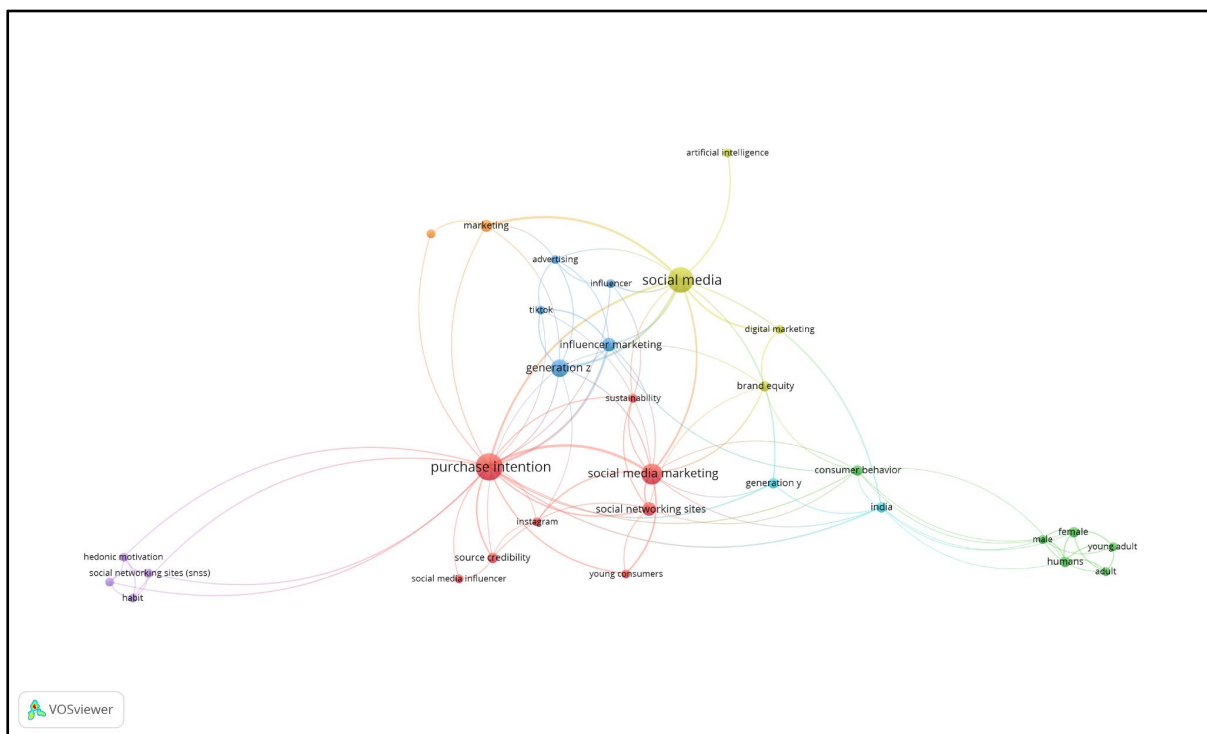 artificial intelligence
marketing
advertising
social media
influencer
tiktok
digital marketing
influencer marketing
generation z
brand equity
sustainability
purchase intention
social media marketing
consumer behavior
generation y
social networking sites
india
instagram
female
male
young adult
hedonic motivation
source credibility
humans
social networking sites (snss)
social media influencer
young consumers
adult
habit
VOSviewer